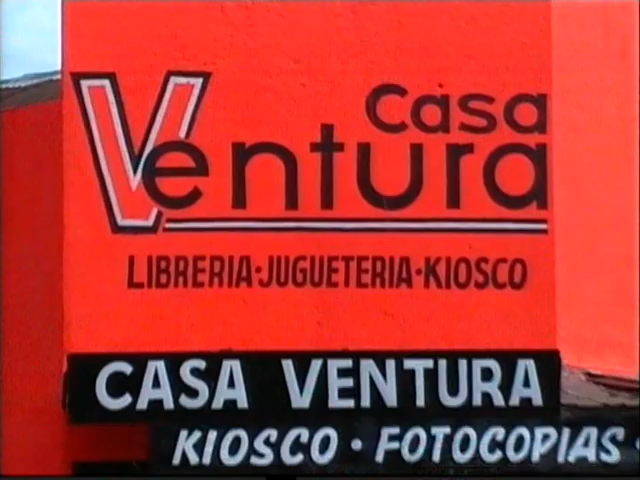 Casa
Ventura
LIBRERIA·JUGUETERIA·KIOSCO
CASA VENTURA
KIOSCO · FOTOCOPIAS ·